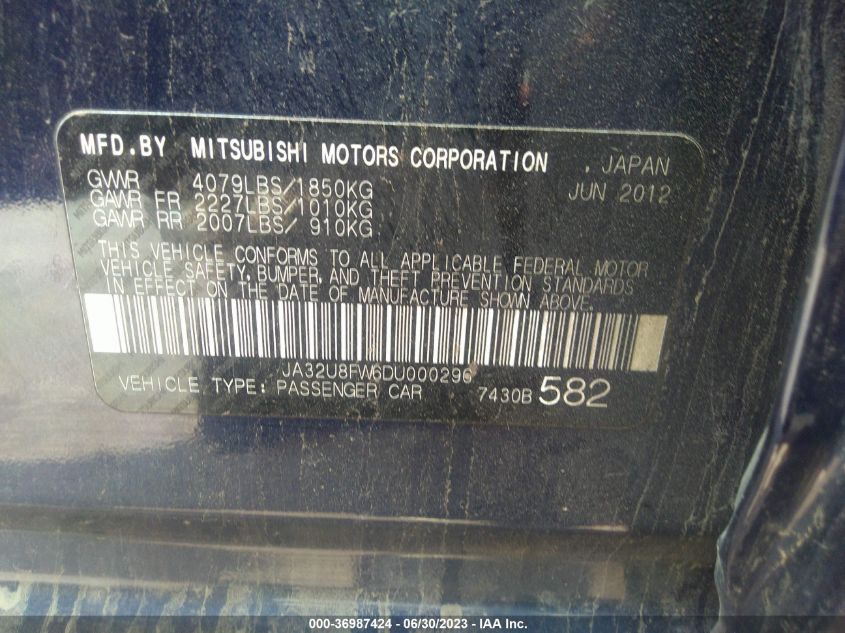 MFD.BY MITSUBISHI MOTORS CORPORATION . JAPAN
JUN 2012
GVWR 4079LBS/1850KG
GAWR FR 2227LBS/1010KG
GAWR RR 2007LBS/ 910KG
THIS VEHICLE CONFORMS TO ALL APPLICABLE FEDERAL MOTOR
VEHICLE SAFETY, BUMPER, AND THEFT PREVENTION STANDARDS
IN EFFECT ON THE DATE OF MANUFACTURE SHOWN ABOVE.
JA32U8FW6DU000296
VEHICLE TYPE: PASSENGER CAR 7430B 582
000-36987424 - 06/30/2023 - IAA Inc.